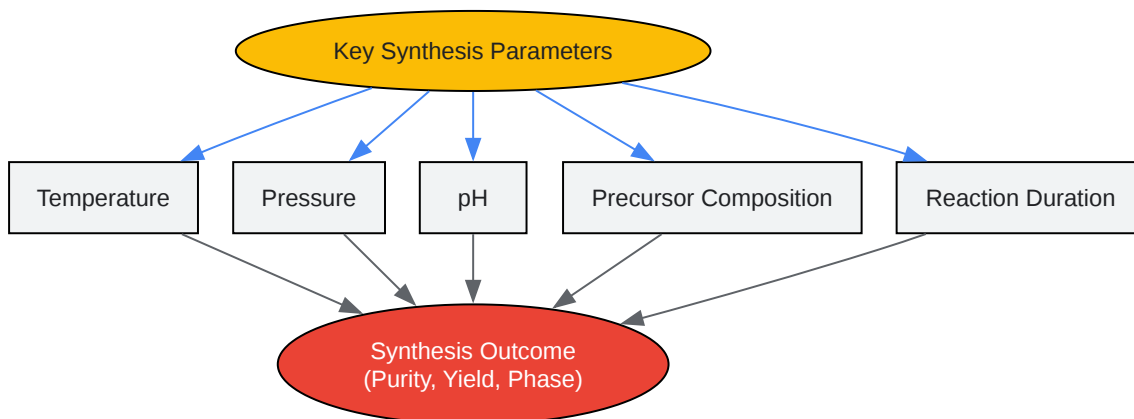 Key Synthesis Parameters
Temperature
Pressure
pH
Precursor Composition
Reaction Duration
Synthesis Outcome
(Purity, Yield, Phase)